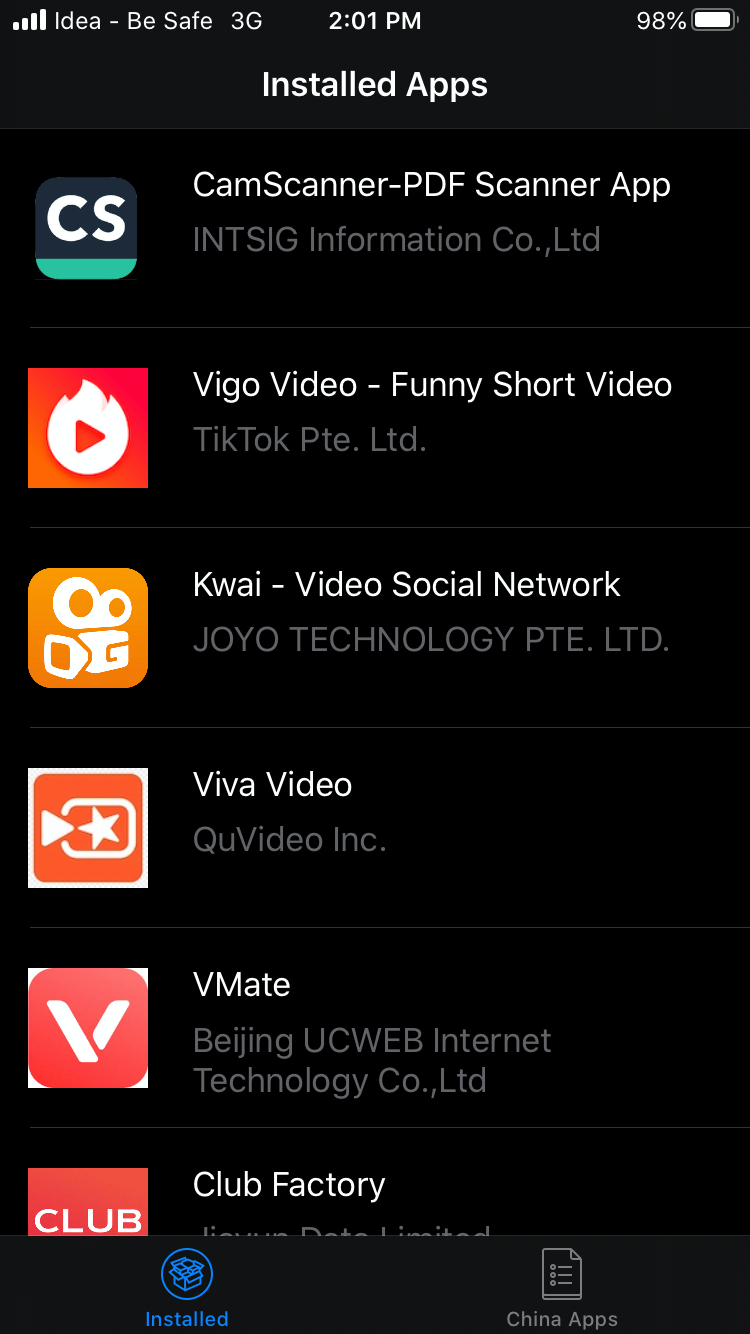 Idea - Be Safe 3G 2:01 PM 98%
Installed Apps
CS
CamScanner-PDF Scanner App
INTSIG Information Co.,Ltd
Vigo Video - Funny Short Video
TikTok Pte. Ltd.
Kwai - Video Social Network
JOYO TECHNOLOGY PTE. LTD.
Viva Video
QuVideo Inc.
VMate
Beijing UCWEB Internet
Technology Co.,Ltd
Club Factory
CLUB
Installed China Apps